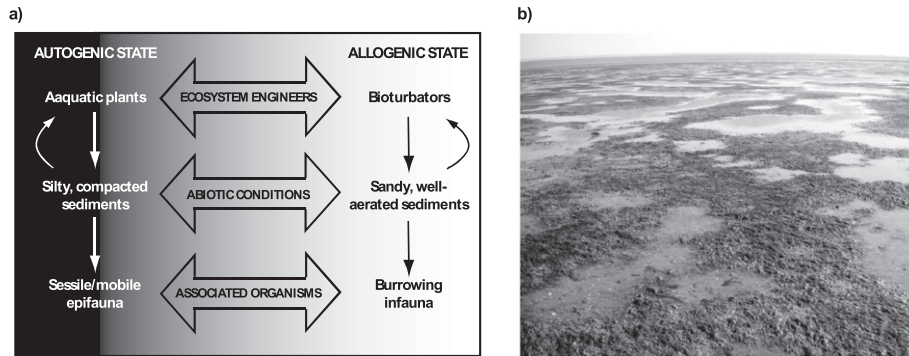 a)
b)
AUTOGENIC STATE
ALLOGENIC STATE
Aaquatic plants
ECOSYSTEM ENGINEERS
Bioturbators
Silty, compacted
sediments
ABIOTIC CONDITIONS
Sandy, well-
aerated sediments
Sessile/mobile
epifauna
ASSOCIATED ORGANISMS
Burrowing
infauna